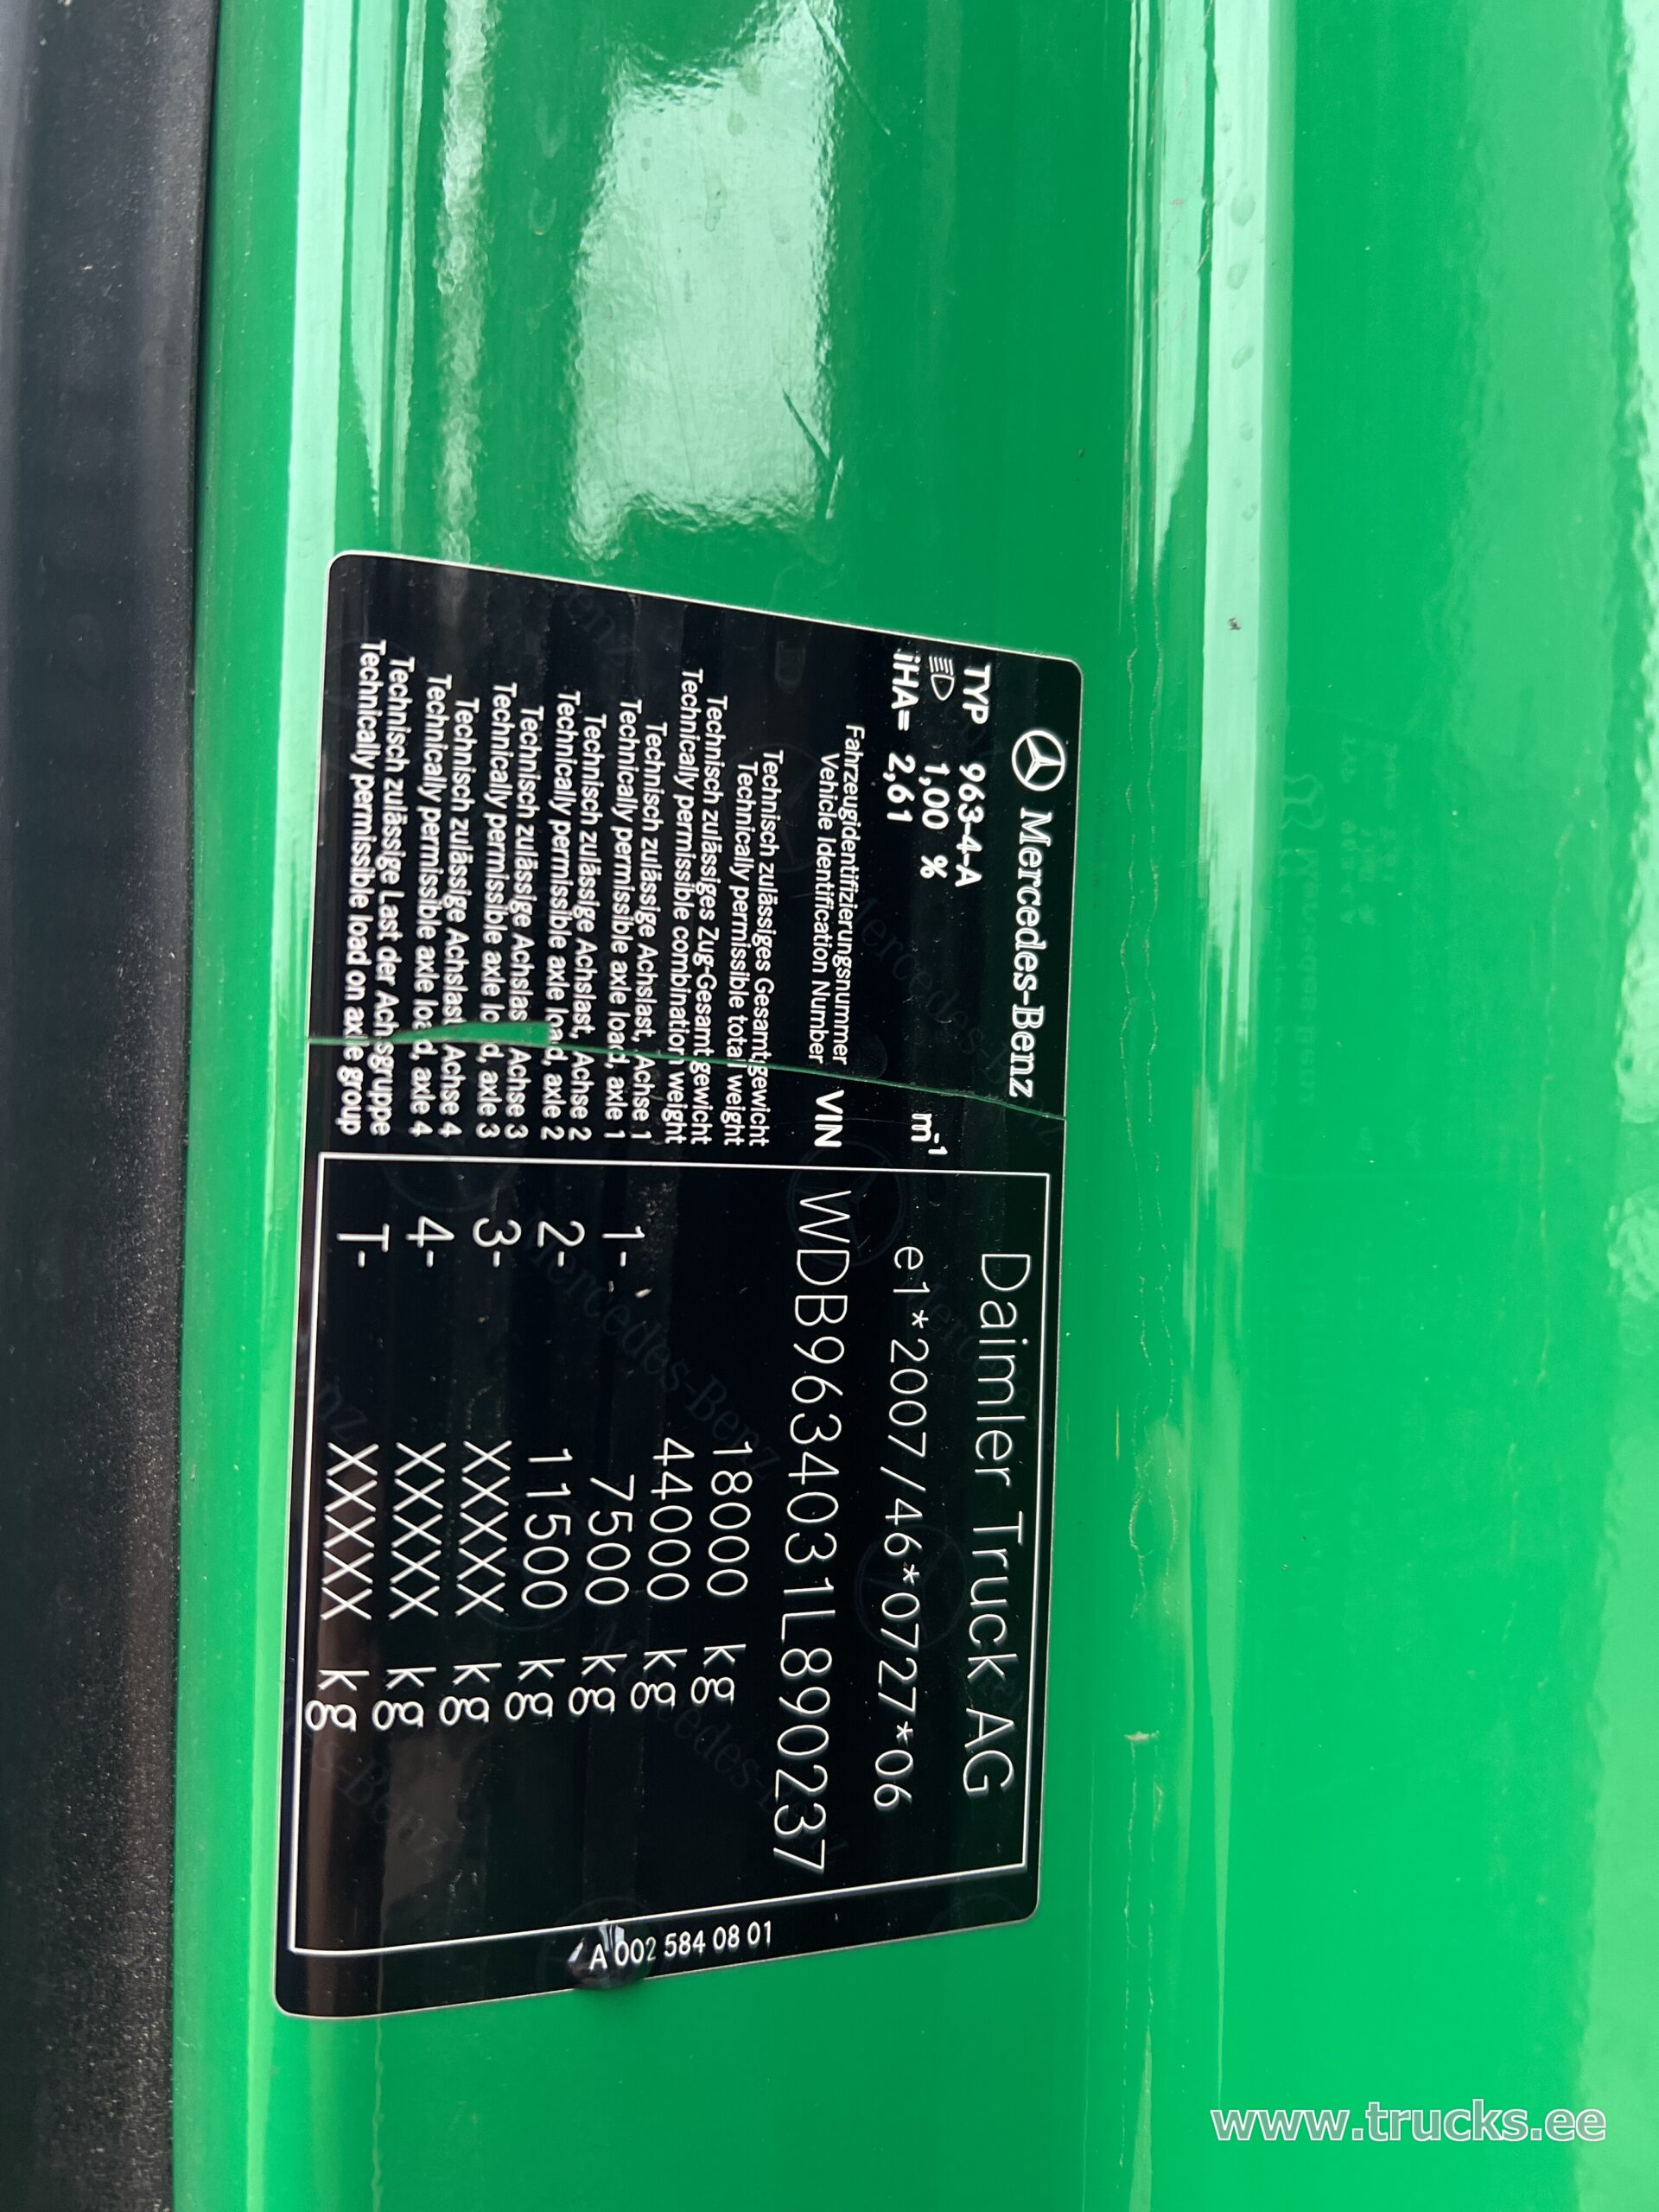 Mercedes-Benz
Daimler Truck AG
TYP 963-4-A
1,00 % m-1 e1*2007/46*0727*06
iHA= 2,61
Fahrzeugidentifizierungsnummer
Vehicle Identification Number VIN WDB9634031L890237
Technisch zulässiges Gesamtgewicht
Technically permissible total weight 18000 kg
Technisch zulässiges Zug-Gesamtgewicht
Technically permissible combination weight 44000 kg
Technisch zulässige Achslast, Achse 1
Technically permissible axle load, axle 1 1- 7500 kg
Technisch zulässige Achslast, Achse 2
Technically permissible axle load, axle 2 2- 11500 kg
Technisch zulässige Achslast Achse 3
Technically permissible axle load, axle 3 3- XXXXX kg
Technisch zulässige Achslast Achse 4
Technically permissible axle load, axle 4 4- XXXXX kg
Technisch zulässige Last der Achsgruppe
Technically permissible load on axle group T- XXXXX kg
A 002 584 08 01
www.trucks.ee